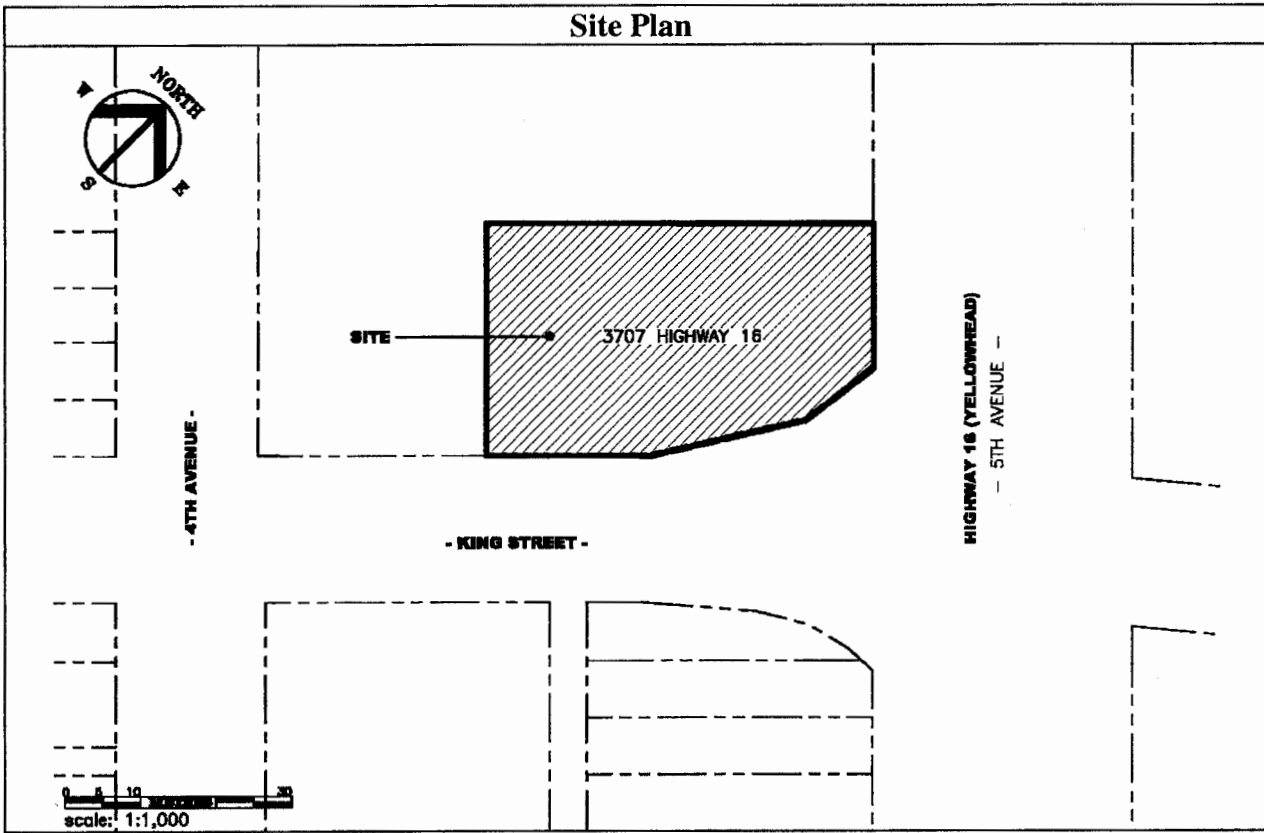 Site Plan
W
NORTH
S
E
SITE
3707 HIGHWAY 16
- 4TH AVENUE -
- KING STREET -
HIGHWAY 16 (YELLOWHEAD)
- 5TH AVENUE -
0 5 10 30
scale: 1:1,000